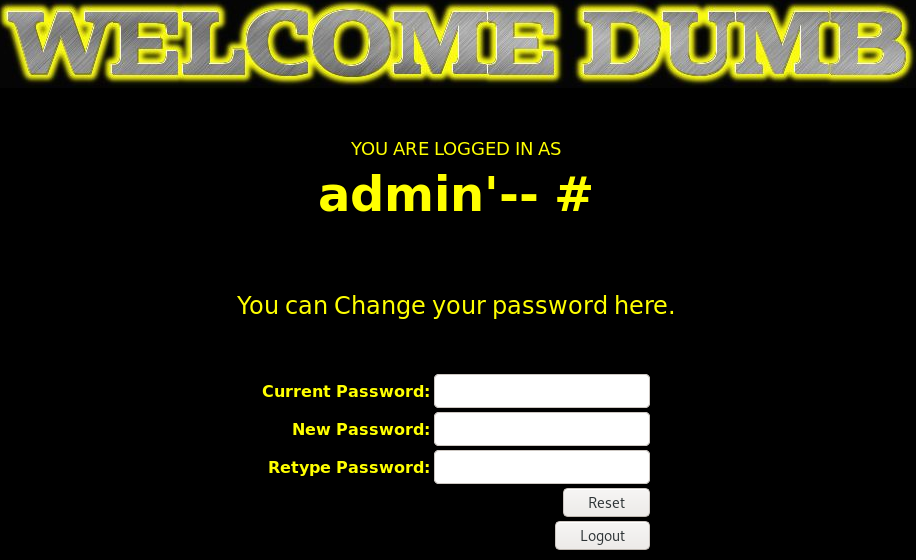 WELCOME DUMB
YOU ARE LOGGED IN AS
admin'-- #
You can Change your password here.
Current Password:
New Password:
Retype Password:
Reset
Logout